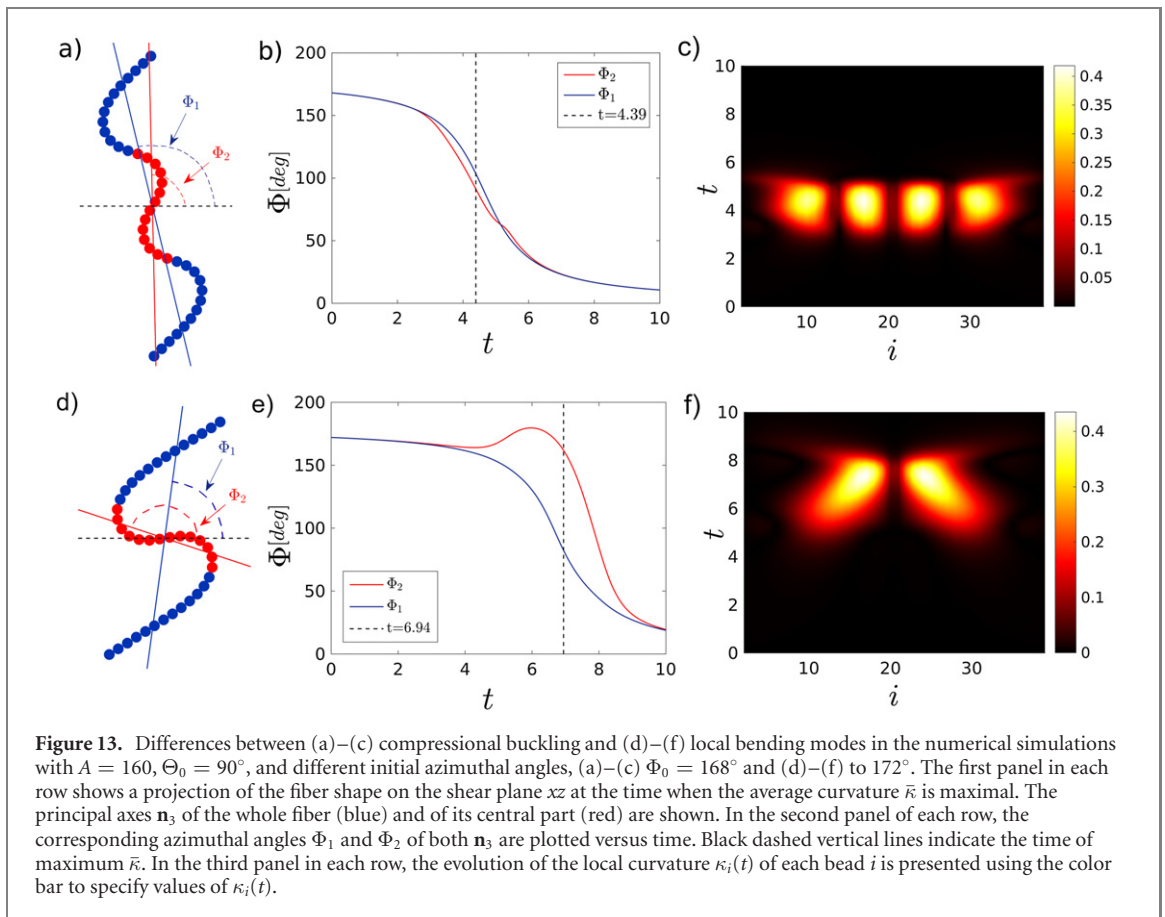 a)
Φ₁
Φ₂
b)
200
150
100
50
0
Φ[deg]
0 2 4 6 8 10
t
Φ₂
Φ₁
t=4.39
c)
10
8
6
4
2
0
t
10 20 30
i
0.4
0.35
0.3
0.25
0.2
0.15
0.1
0.05
d)
Φ₁
Φ₂
e)
200
150
100
50
0
Φ[deg]
0 2 4 6 8 10
t
Φ₂
Φ₁
t=6.94
f)
10
8
6
4
2
0
t
10 20 30
i
0.4
0.3
0.2
0.1
0
Figure 13. Differences between (a)–(c) compressional buckling and (d)–(f) local bending modes in the numerical simulations
with A = 160, Θ₀ = 90°, and different initial azimuthal angles, (a)–(c) Φ₀ = 168° and (d)–(f) to 172°. The first panel in each
row shows a projection of the fiber shape on the shear plane xz at the time when the average curvature κ̄ is maximal. The
principal axes n₃ of the whole fiber (blue) and of its central part (red) are shown. In the second panel of each row, the
corresponding azimuthal angles Φ₁ and Φ₂ of both n₃ are plotted versus time. Black dashed vertical lines indicate the time of
maximum κ̄. In the third panel in each row, the evolution of the local curvature κᵢ(t) of each bead i is presented using the color
bar to specify values of κᵢ(t).